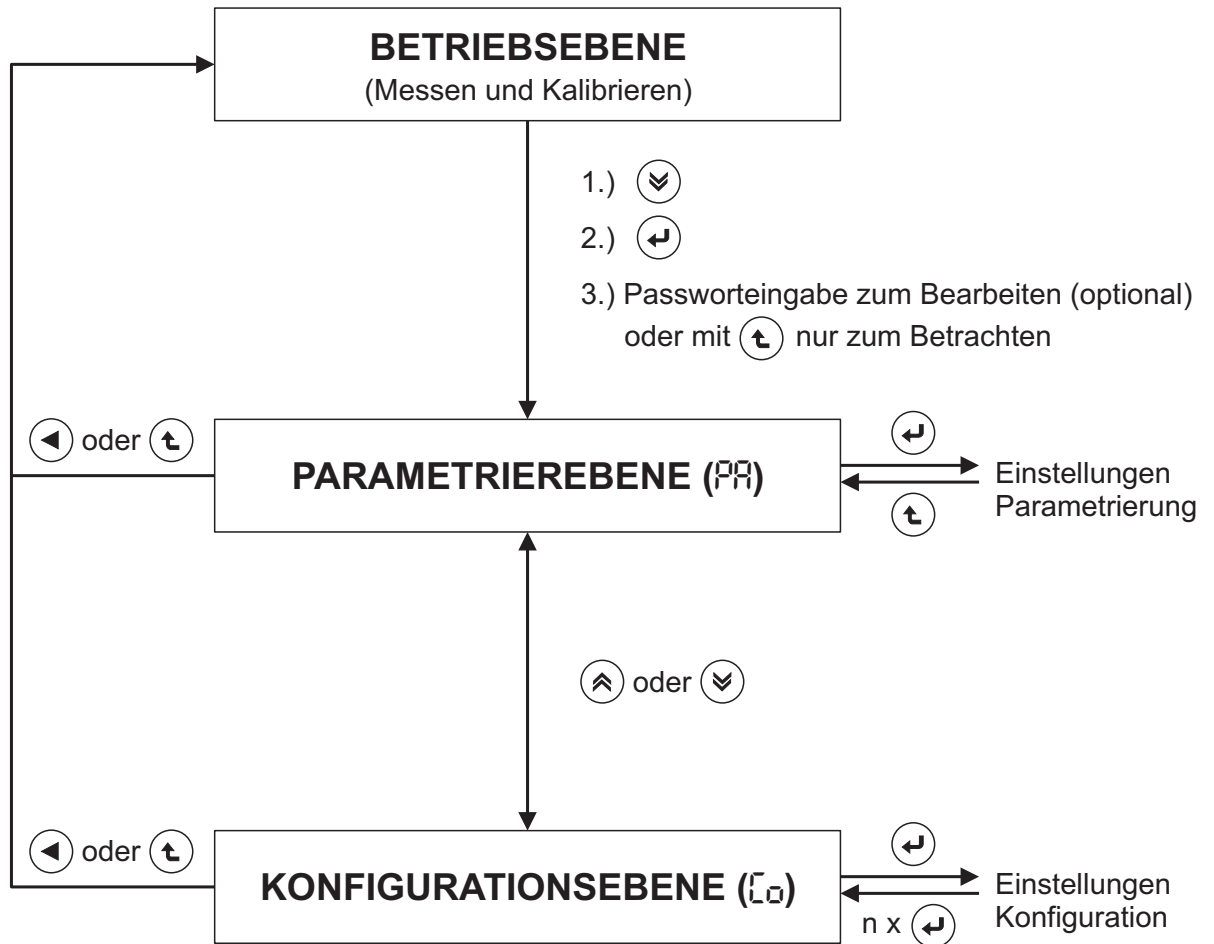 BETRIEBSEBENE
(Messen und Kalibrieren)
1.)
2.)
3.) Passworteingabe zum Bearbeiten (optional)
oder mit nur zum Betrachten
oder
PARAMETRIEREBENE (PA)
Einstellungen
Parametrierung
oder
oder
KONFIGURATIONSEBENE (Co)
Einstellungen
Konfiguration
n x